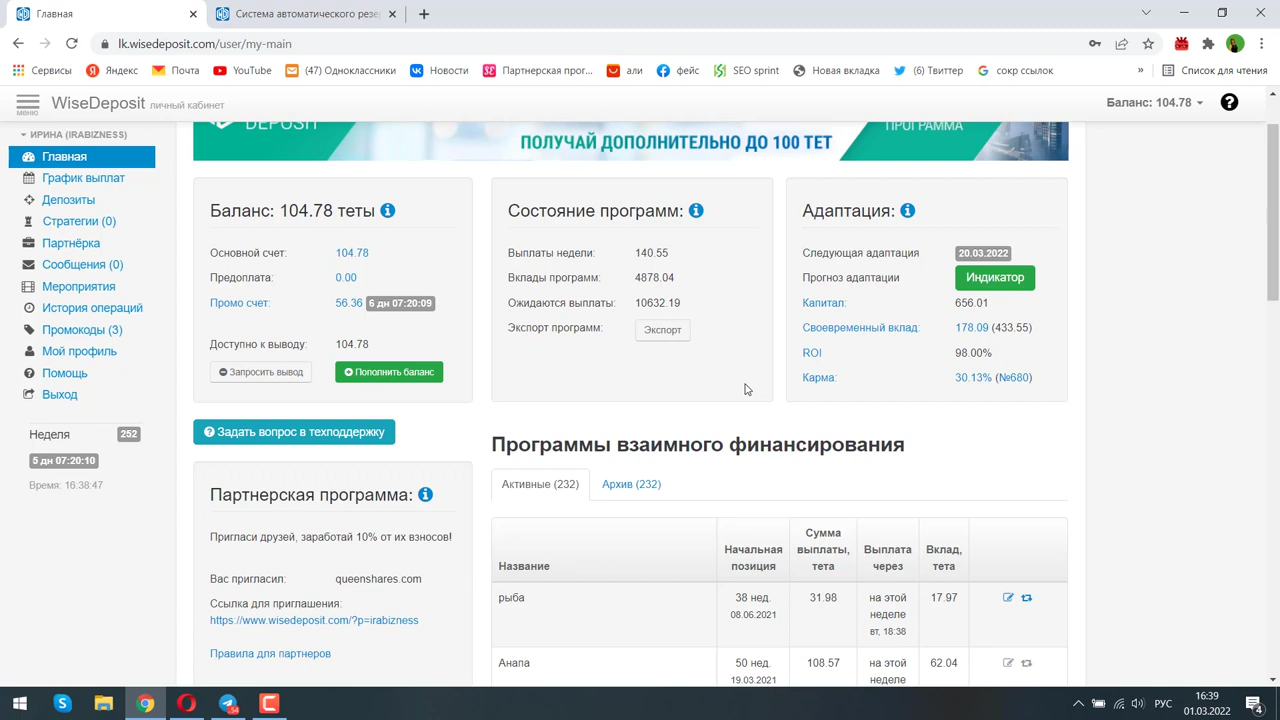 Главная
Система автоматического резер
lk.wisedeposit.com/user/my-main
Сервисы
Яндекс
Почта
YouTube
(47) Одноклассники
Новости
Партнерская прог...
али
фейс
SEO sprint
Новая вкладка
(6) Твиттер
сокр ссылок
»
Список для чтения
меню
WiseDeposit личный кабинет
Баланс: 104.78
ИРИНА (IRABIZNESS)
Главная
График выплат
Депозиты
Стратегии (0)
Партнёрка
Сообщения (0)
Мероприятия
История операций
Промокоды (3)
Мой профиль
Помощь
Выход
Неделя 252
5 дн 07:20:10
Время: 16:38:47
DEPOSIT
ПОЛУЧАЙ ДОПОЛНИТЕЛЬНО ДО 100 ТЕТ
ПРОГРАММА
Баланс: 104.78 теты
Основной счет: 104.78
Предоплата: 0.00
Промо счет: 56.36 6 дн 07:20:09
Доступно к выводу: 104.78
Запросить вывод
Пополнить баланс
Состояние программ:
Выплаты недели: 140.55
Вклады программ: 4878.04
Ожидаются выплаты: 10632.19
Экспорт программ: Экспорт
Адаптация:
Следующая адаптация 20.03.2022
Прогноз адаптации Индикатор
Капитал: 656.01
Своевременный вклад: 178.09 (433.55)
ROI 98.00%
Карма: 30.13% (№680)
Задать вопрос в техподдержку
Партнерская программа:
Пригласи друзей, заработай 10% от их взносов!
Вас пригласил: queenshares.com
Ссылка для приглашения:
https://www.wisedeposit.com/?p=irabizness
Правила для партнеров
Программы взаимного финансирования
Активные (232)
Архив (232)
Название
Начальная позиция
Сумма выплаты, тета
Выплата через
Вклад, тета
рыба
38 нед.
08.06.2021
31.98
на этой
неделе
вт, 18:38
17.97
Анапа
50 нед.
19.03.2021
108.57
на этой
неделе
62.04
54
РУС
16:39
01.03.2022
4